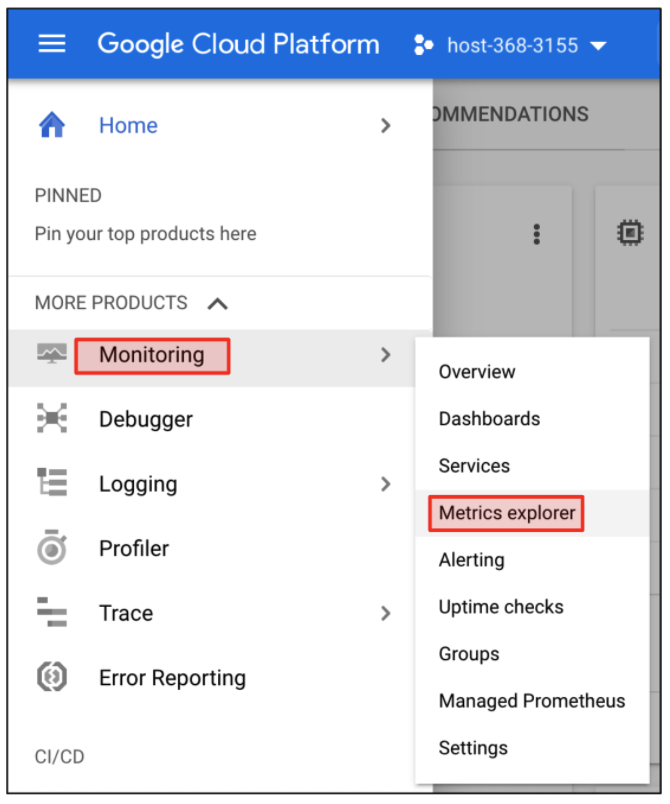 Google Cloud Platform host-368-3155
Home
OMMENDATIONS
PINNED
Pin your top products here
MORE PRODUCTS
Monitoring
Debugger
Logging
Profiler
Trace
Error Reporting
CI/CD
Overview
Dashboards
Services
Metrics explorer
Alerting
Uptime checks
Groups
Managed Prometheus
Settings